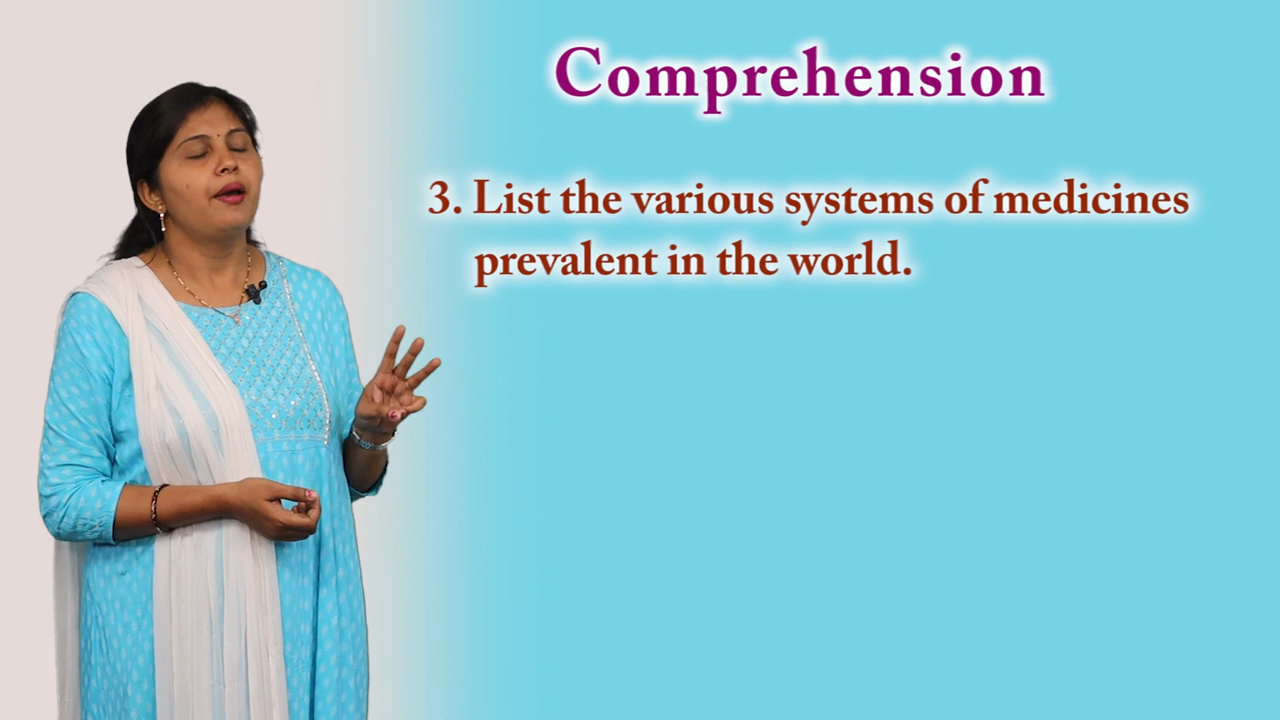 Comprehension
3. List the various systems of medicines
prevalent in the world.